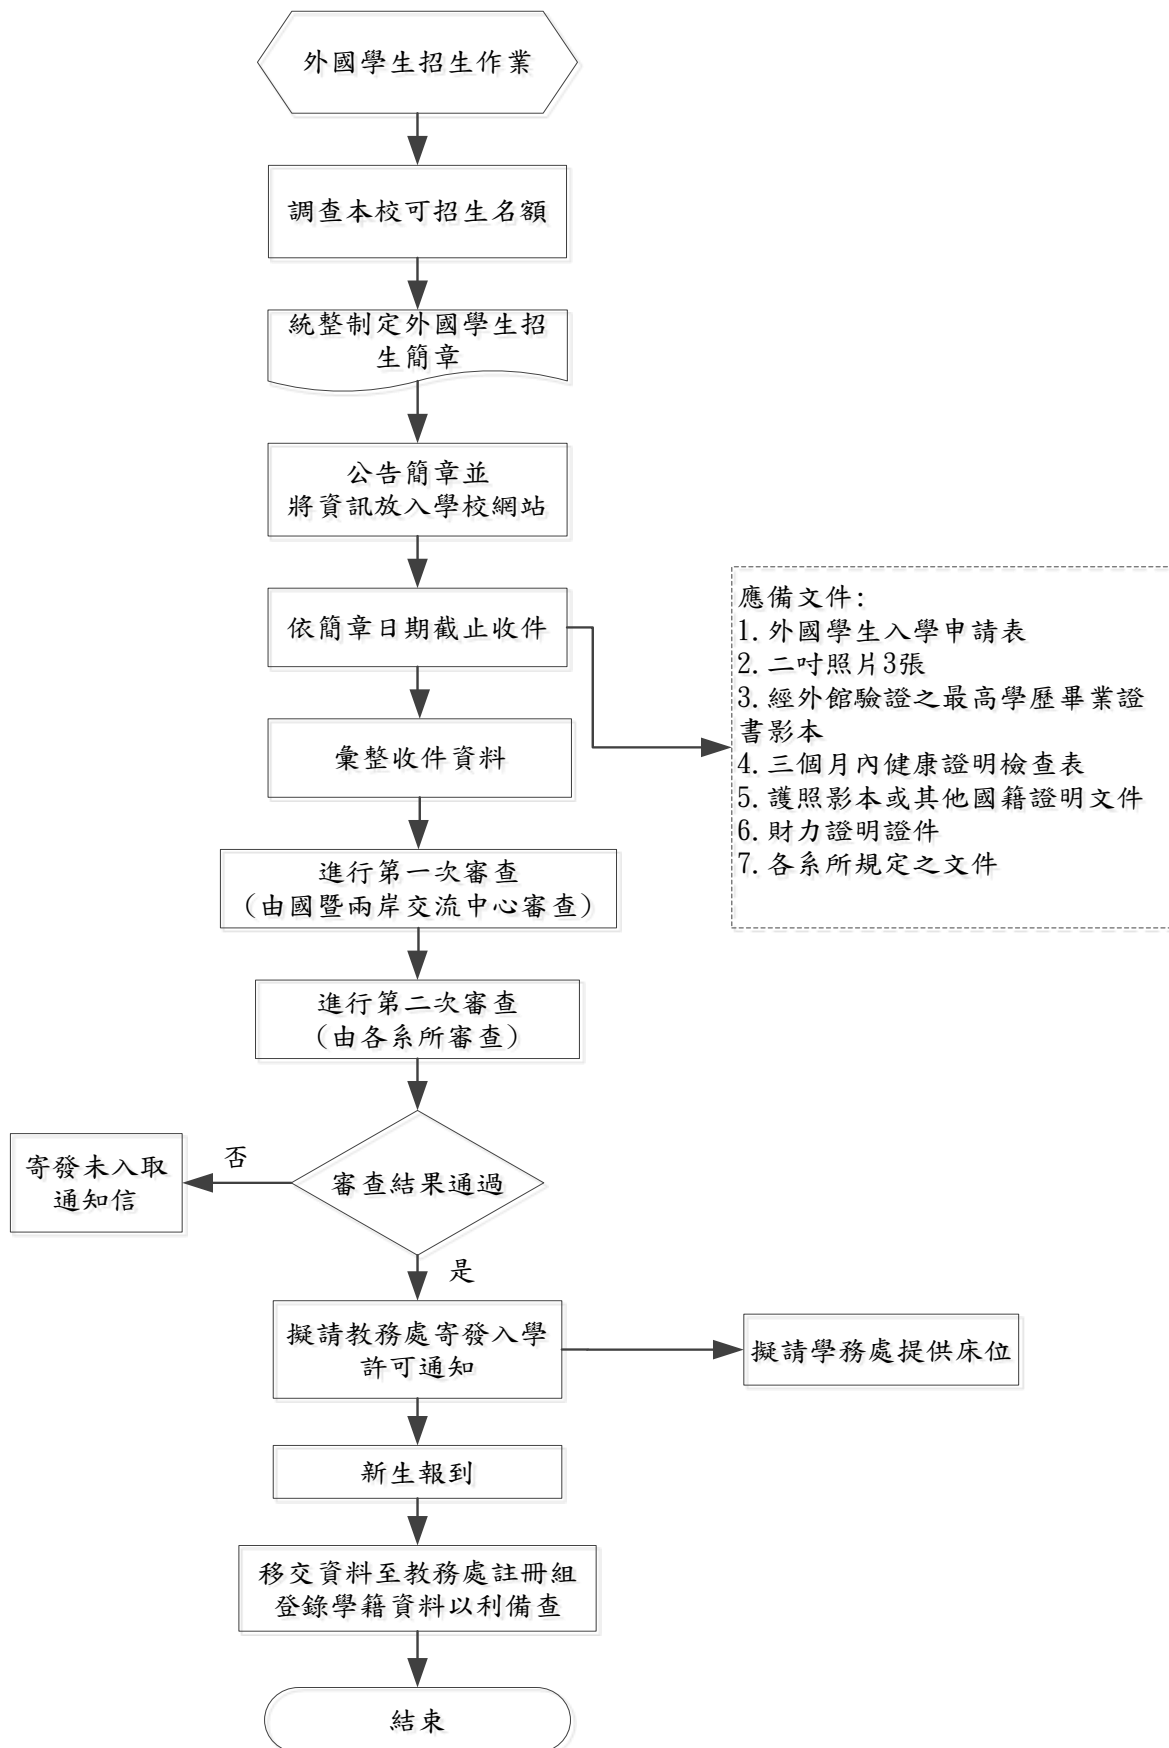 外國學生招生作業
調查本校可招生名額
統整制定外國學生招
生簡章
公告簡章並
將資訊放入學校網站
依簡章日期截止收件
應備文件:
1.外國學生入學申請表
2.二吋照片3張
3.經外館驗證之最高學歷畢業證
書影本
4.三個月內健康證明檢查表
5.護照影本或其他國籍證明文件
6.財力證明證件
7.各系所規定之文件
彙整收件資料
進行第一次審查
(由國暨兩岸交流中心審查)
進行第二次審查
(由各系所審查)
審查結果通過
否
寄發未入取
通知信
是
擬請教務處寄發入學
許可通知
擬請學務處提供床位
新生報到
移交資料至教務處註冊組
登錄學籍資料以利備查
結束